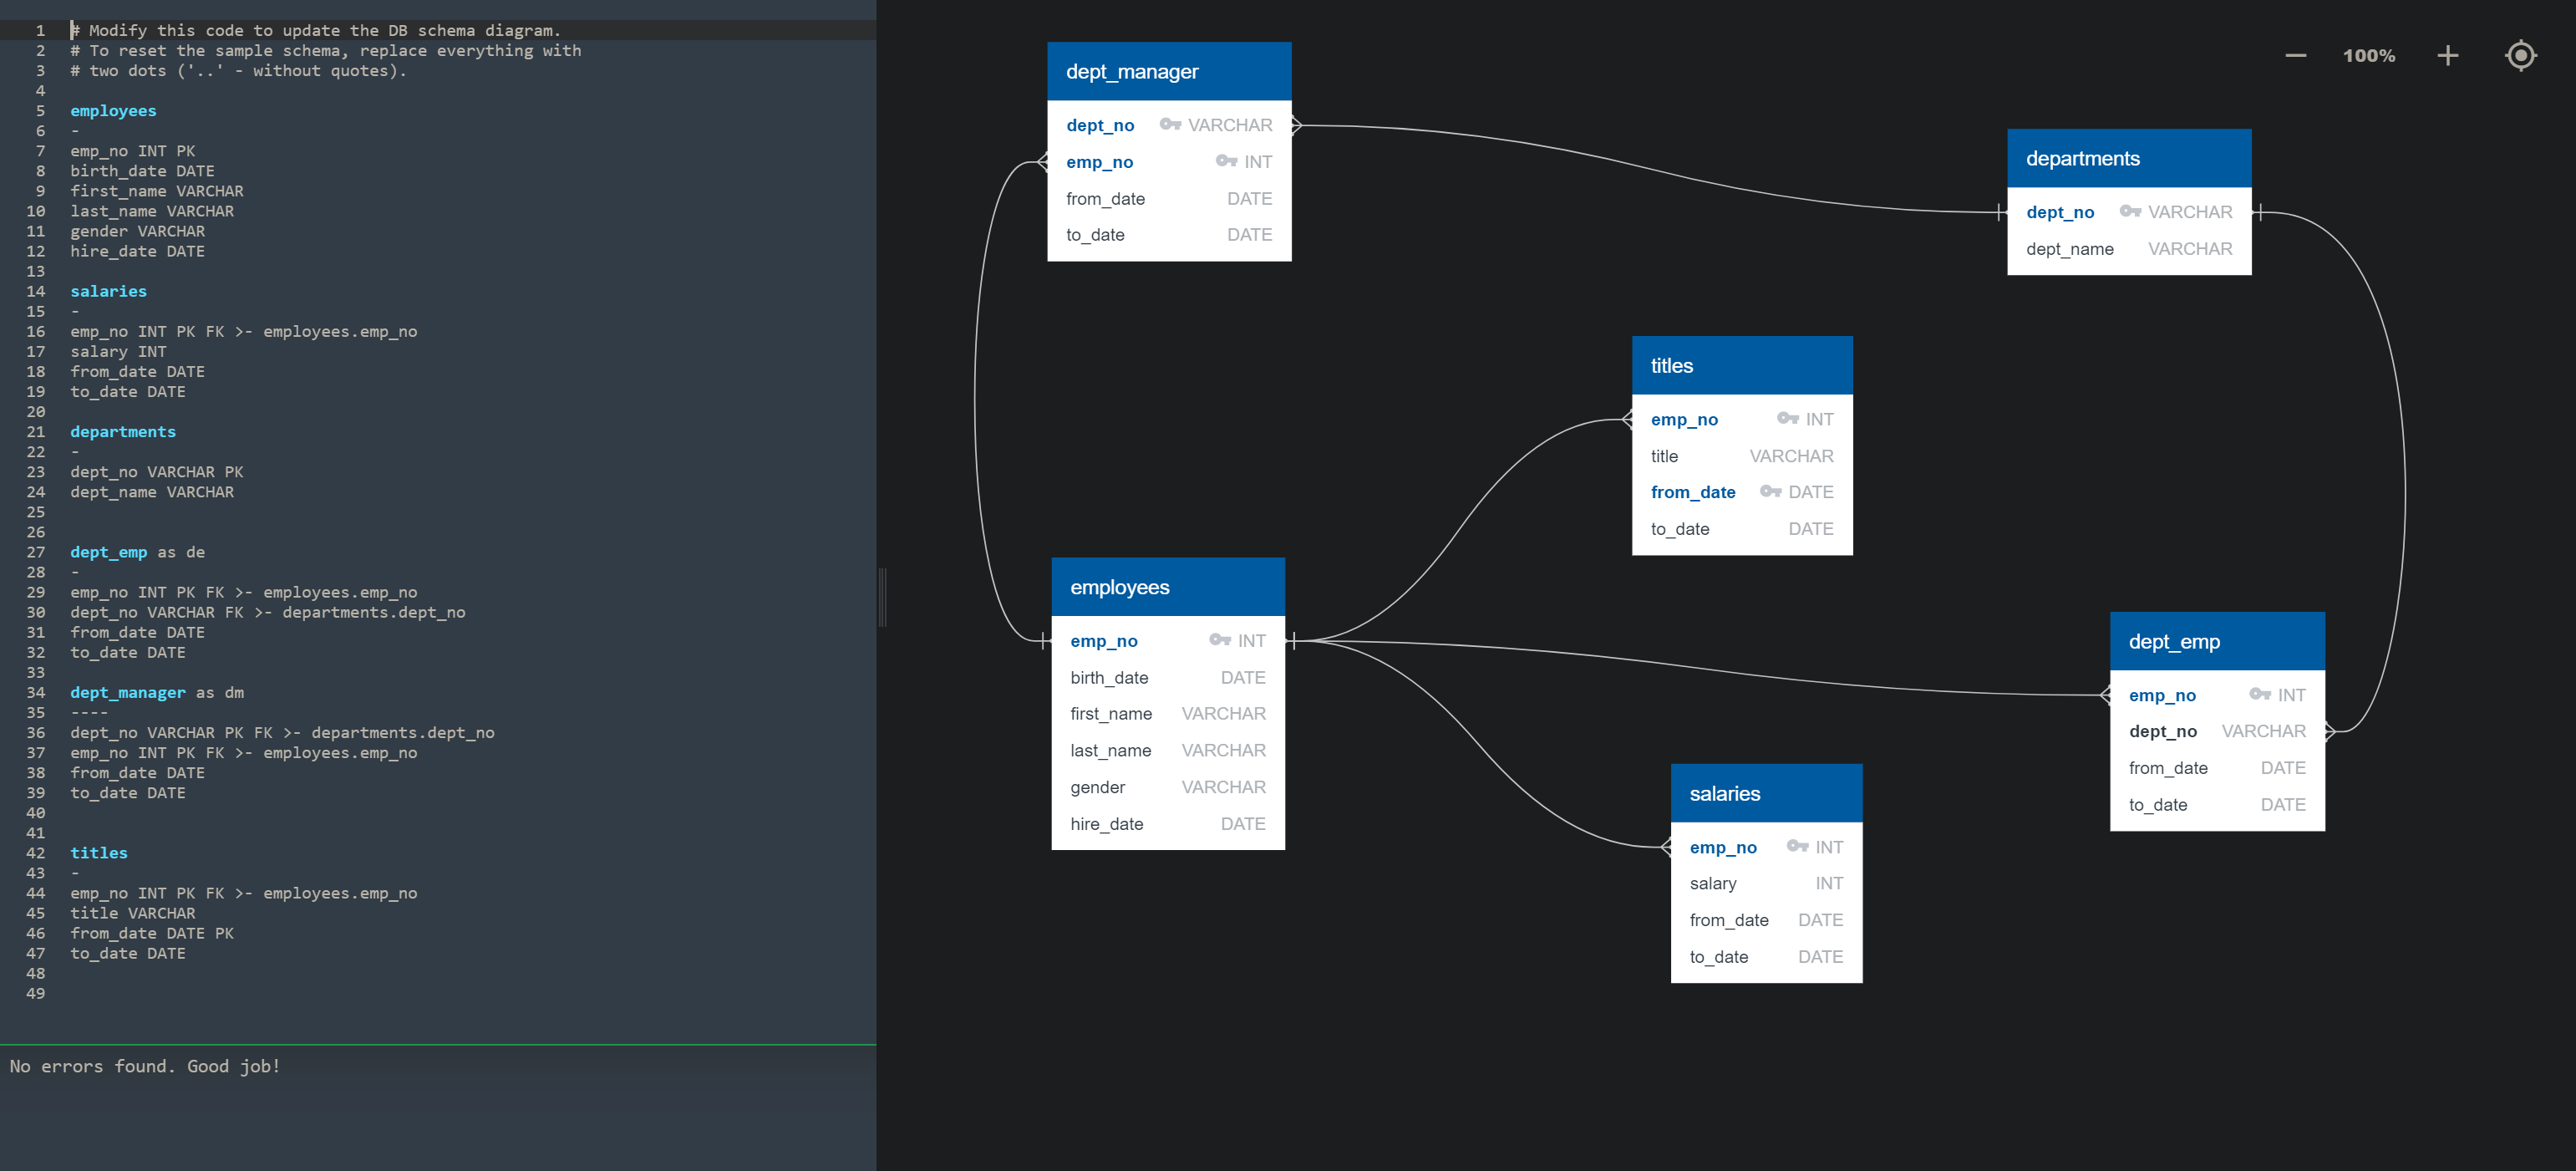 1 # Modify this code to update the DB schema diagram.
2 # To reset the sample schema, replace everything with
3 # two dots ('..' - without quotes).
4
5 employees
6 -
7 emp_no INT PK
8 birth_date DATE
9 first_name VARCHAR
10 last_name VARCHAR
11 gender VARCHAR
12 hire_date DATE
13
14 salaries
15 -
16 emp_no INT PK FK >- employees.emp_no
17 salary INT
18 from_date DATE
19 to_date DATE
20
21 departments
22 -
23 dept_no VARCHAR PK
24 dept_name VARCHAR
25
26
27 dept_emp as de
28 -
29 emp_no INT PK FK >- employees.emp_no
30 dept_no VARCHAR FK >- departments.dept_no
31 from_date DATE
32 to_date DATE
33
34 dept_manager as dm
35 ----
36 dept_no VARCHAR PK FK >- departments.dept_no
37 emp_no INT PK FK >- employees.emp_no
38 from_date DATE
39 to_date DATE
40
41
42 titles
43 -
44 emp_no INT PK FK >- employees.emp_no
45 title VARCHAR
46 from_date DATE PK
47 to_date DATE
48
49
No errors found. Good job!
100%
dept_manager
dept_no VARCHAR
emp_no INT
from_date DATE
to_date DATE
departments
dept_no VARCHAR
dept_name VARCHAR
titles
emp_no INT
title VARCHAR
from_date DATE
to_date DATE
employees
emp_no INT
birth_date DATE
first_name VARCHAR
last_name VARCHAR
gender VARCHAR
hire_date DATE
dept_emp
emp_no INT
dept_no VARCHAR
from_date DATE
to_date DATE
salaries
emp_no INT
salary INT
from_date DATE
to_date DATE